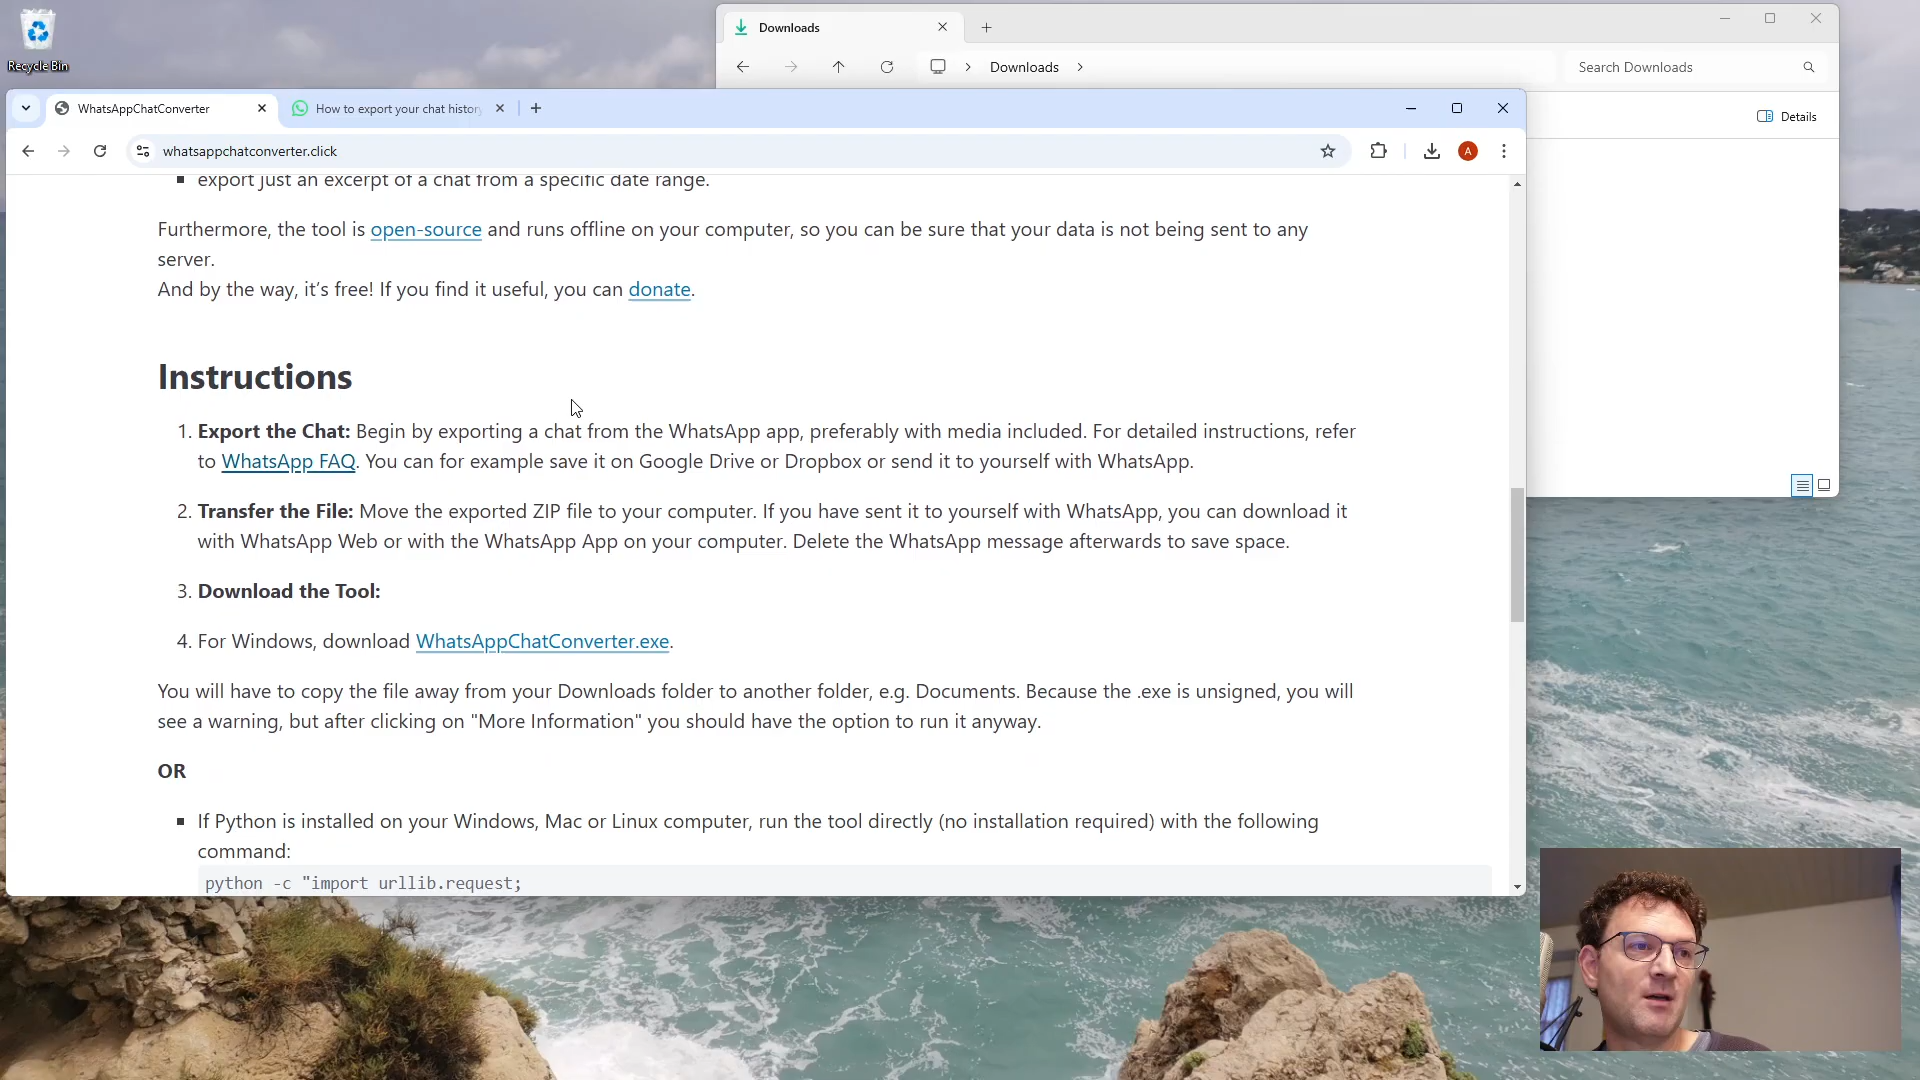 Recycle Bin
Downloads
Downloads
Search Downloads
Details
WhatsAppChatConverter
How to export your chat histor
whatsappchatconverter.click
A
export just an excerpt of a chat from a specific date range.
Furthermore, the tool is open-source and runs offline on your computer, so you can be sure that your data is not being sent to any
server.
And by the way, it’s free! If you find it useful, you can donate.
Instructions
1. Export the Chat: Begin by exporting a chat from the WhatsApp app, preferably with media included. For detailed instructions, refer
to WhatsApp FAQ. You can for example save it on Google Drive or Dropbox or send it to yourself with WhatsApp.
2. Transfer the File: Move the exported ZIP file to your computer. If you have sent it to yourself with WhatsApp, you can download it
with WhatsApp Web or with the WhatsApp App on your computer. Delete the WhatsApp message afterwards to save space.
3. Download the Tool:
4. For Windows, download WhatsAppChatConverter.exe.
You will have to copy the file away from your Downloads folder to another folder, e.g. Documents. Because the .exe is unsigned, you will
see a warning, but after clicking on "More Information" you should have the option to run it anyway.
OR
If Python is installed on your Windows, Mac or Linux computer, run the tool directly (no installation required) with the following
command:
python -c "import urllib.request;